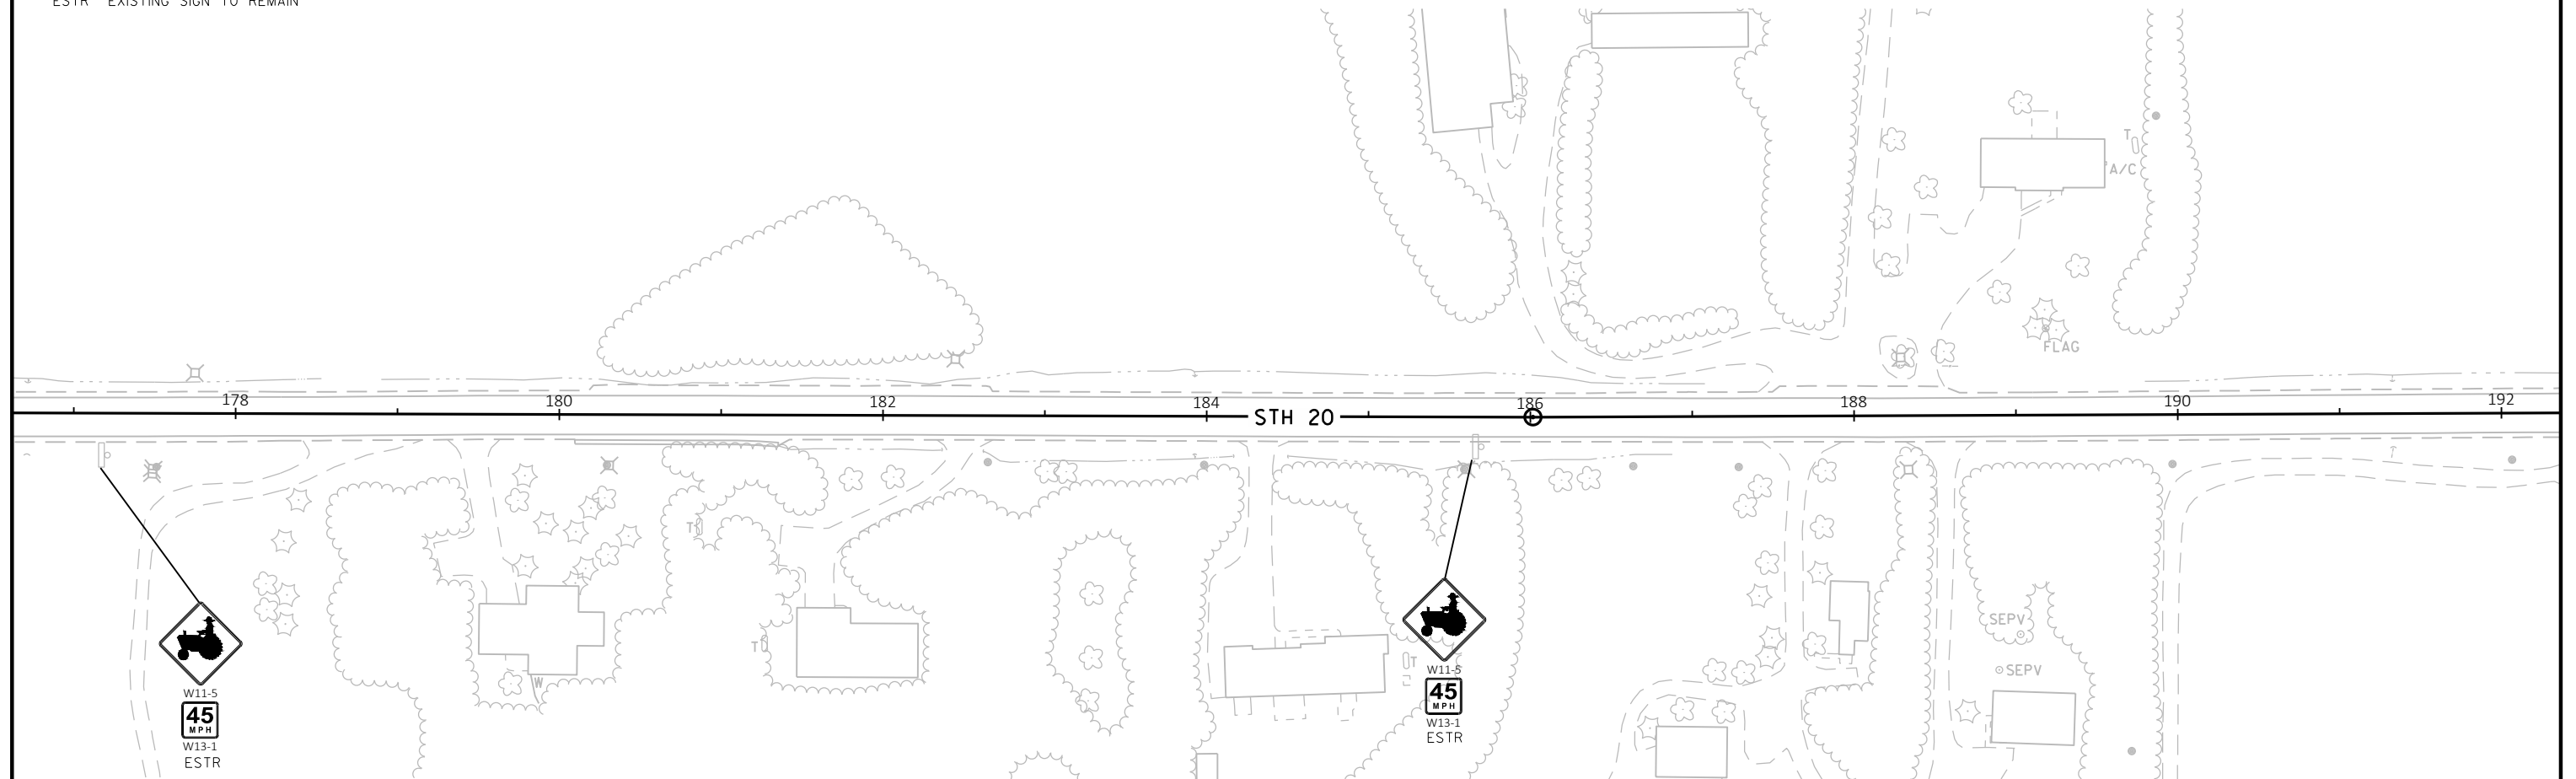 ESTR EXISTING SIGN TO REMAIN
T
A/C
FLAG
178 180 182 184 186 188 190 192
STH 20
T
T
W
T
SEPV
SEPV
W11-5
45
MPH
W13-1
ESTR
W11-5
45
MPH
W13-1
ESTR